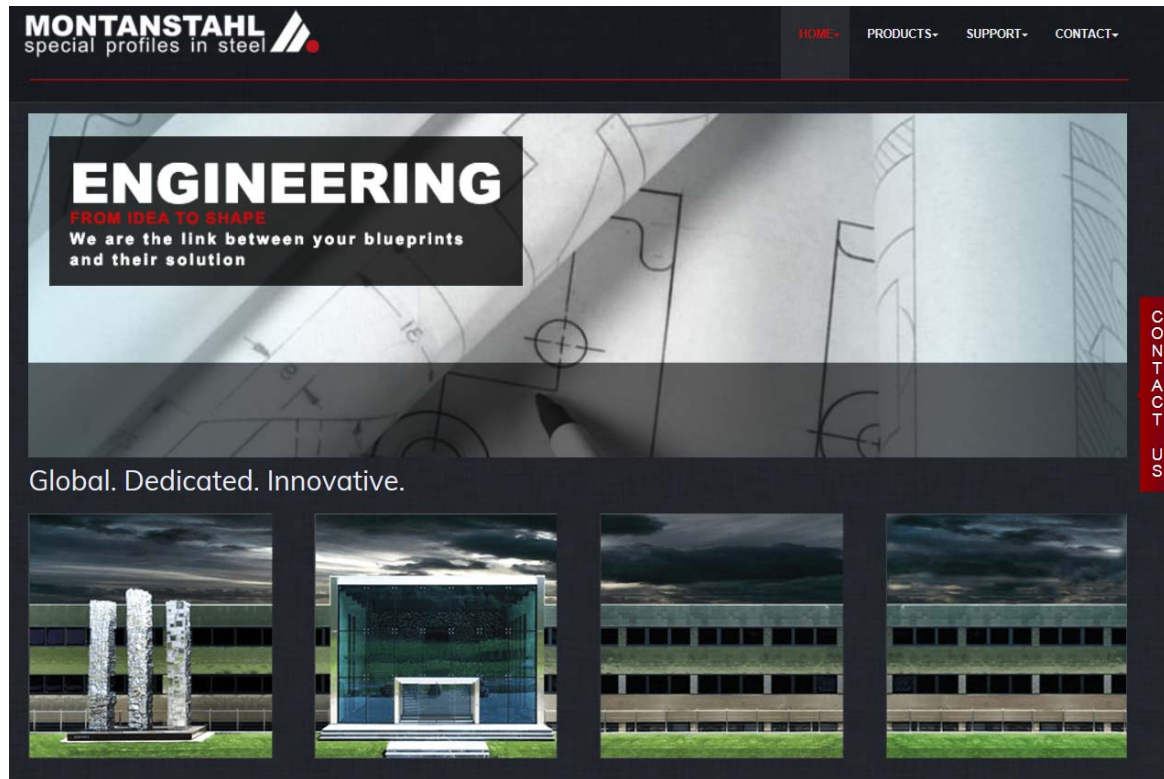 MONTANSTAHL
special profiles in steel
HOME
PRODUCTS
SUPPORT
CONTACT
ENGINEERING
FROM IDEA TO SHAPE
We are the link between your blueprints
and their solution
31
CONTACT US
Global. Dedicated. Innovative.